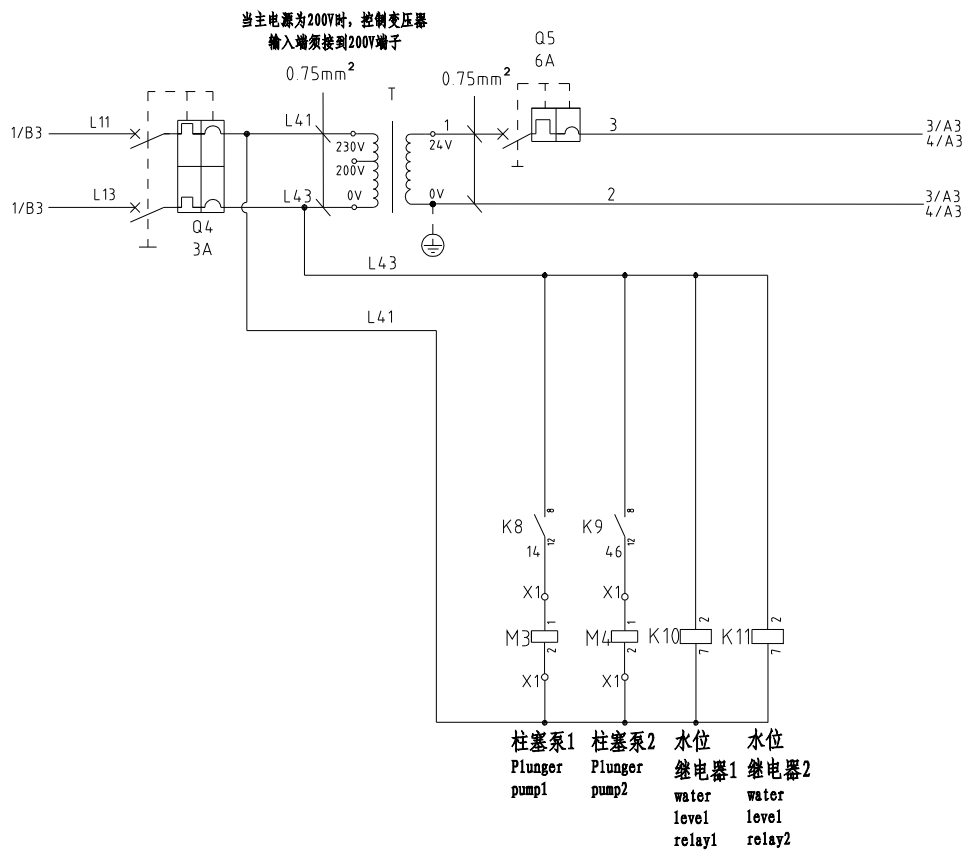 当主电源为200V时，控制变压器
输入端须接到200V端子
Q5
6A
0.75mm²
0.75mm²
T
1/B3
L11
L41
230V
200V
1
24V
3
3/A3
4/A3
1/B3
L13
L43
0V
0V
2
3/A3
4/A3
Q4
3A
L43
L41
K8
8
12
14
K9
8
12
46
X1
X1
M3
1
2
M4
1
2
K10
2
7
K11
2
7
X1
X1
柱塞泵1
Plunger
pump1
柱塞泵2
Plunger
pump2
水位
继电器1
water
level
relay1
水位
继电器2
water
level
relay2